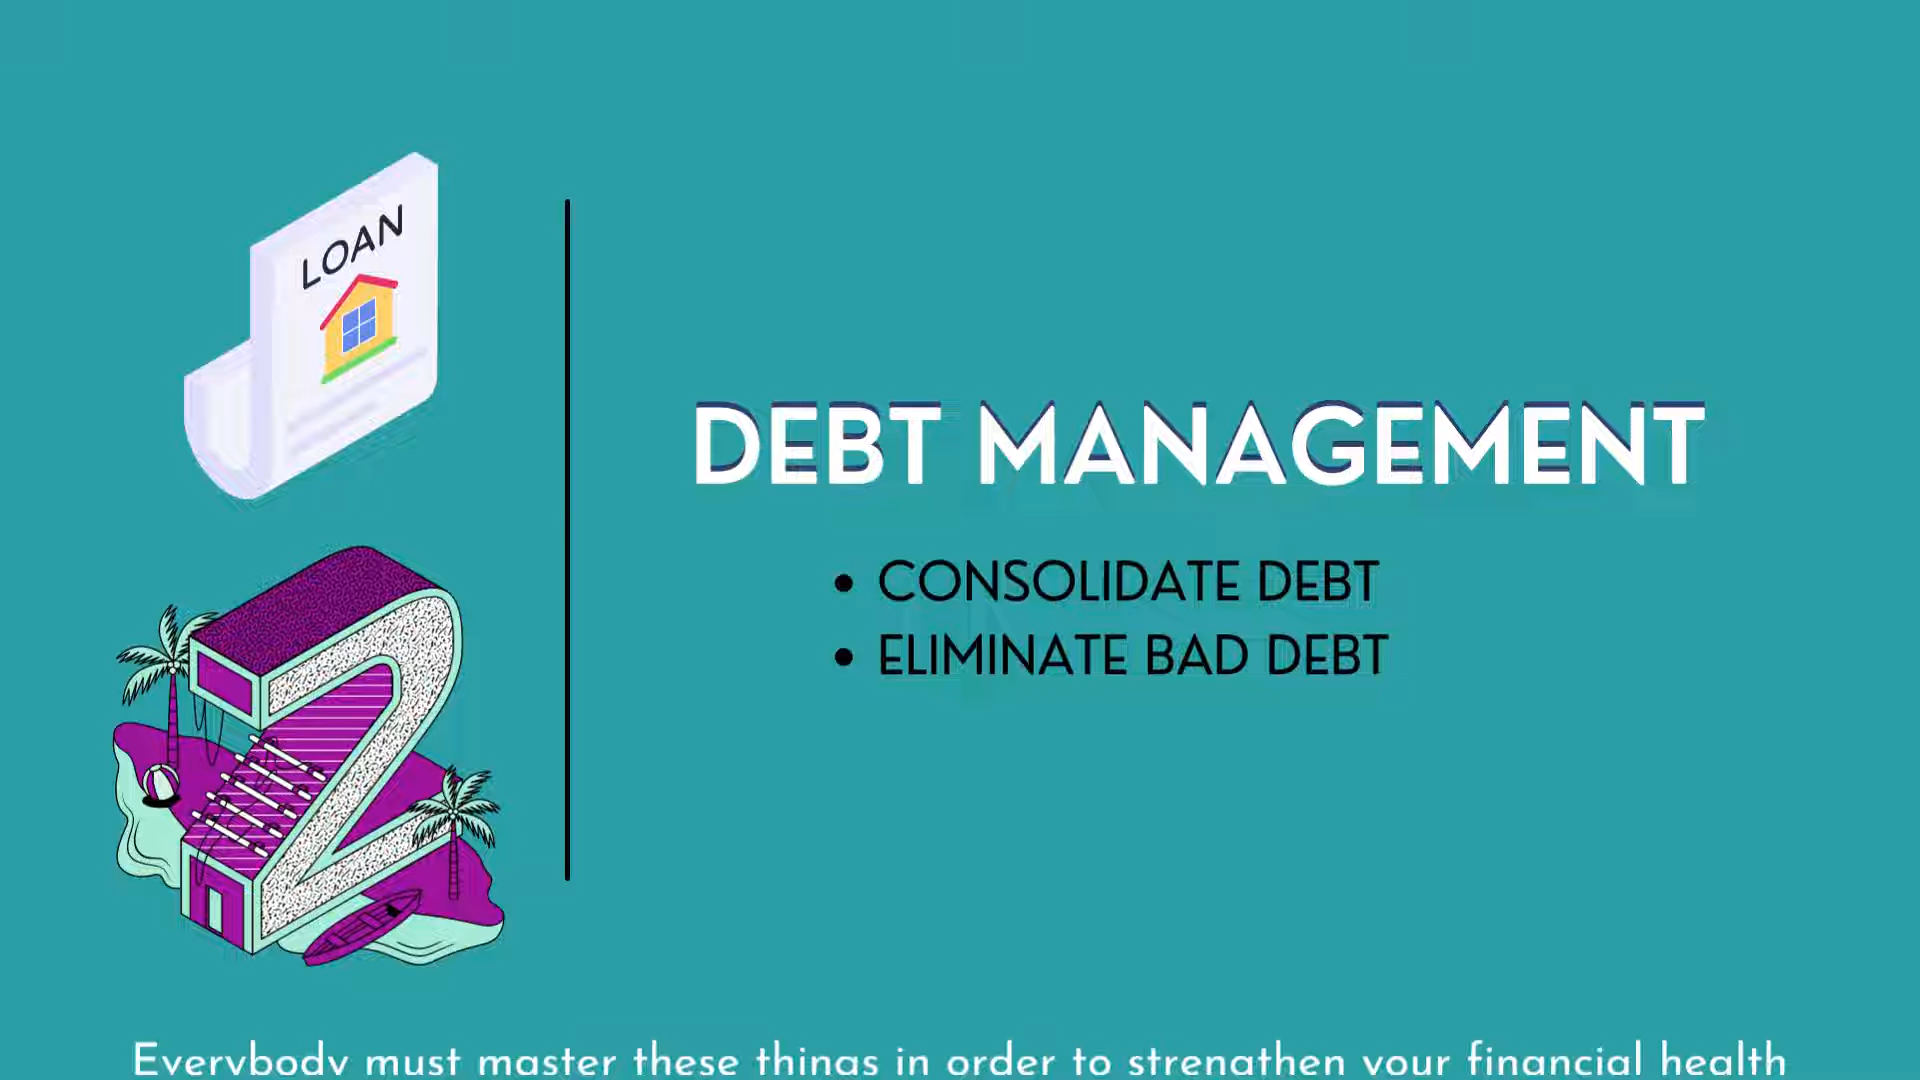 LOAN
2
DEBT MANAGEMENT
• CONSOLIDATE DEBT
• ELIMINATE BAD DEBT
Everybody must master these things in order to strengthen your financial health